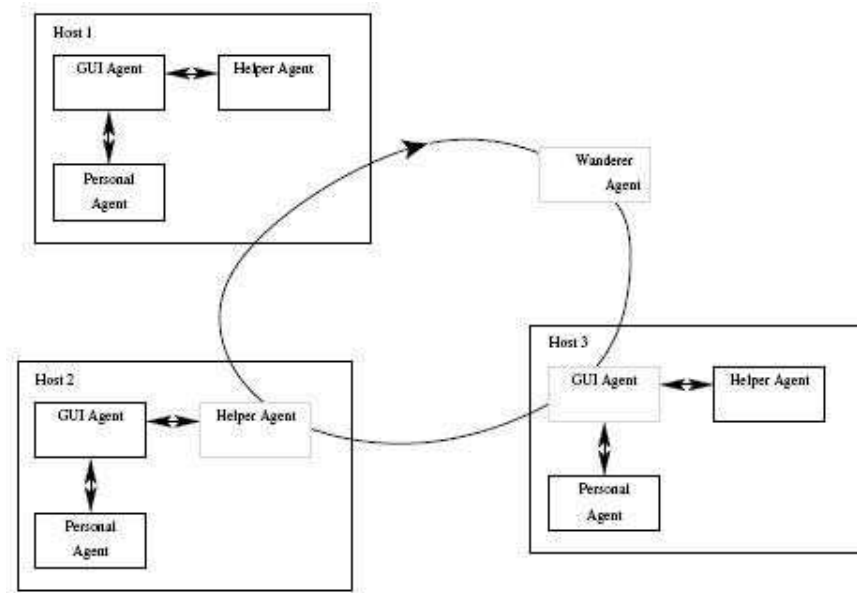 Host 1
GUI Agent
Helper Agent
Personal
Agent
Wanderer
Agent
Host 2
GUI Agent
Helper Agent
Personal
Agent
Host 3
GUI Agent
Helper Agent
Personal
Agent